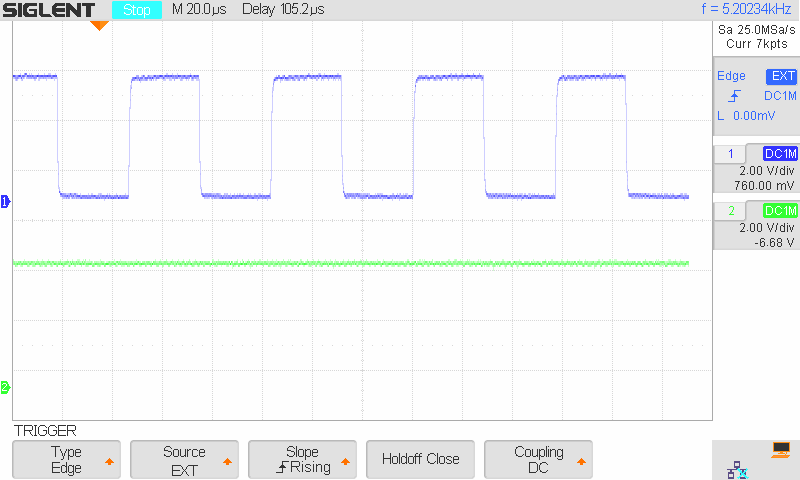 SIGLENT Stop M 20.0µs Delay 105.2µs f = 5.20234kHz
Sa 25.0MSa/s
Curr 7kpts
Edge EXT
DC1M
L 0.00mV
1 DC1M
2.00 V/div
760.00 mV
2 DC1M
2.00 V/div
-6.68 V
1
2
TRIGGER
Type
Edge
Source
EXT
Slope
Rising
Holdoff Close
Coupling
DC